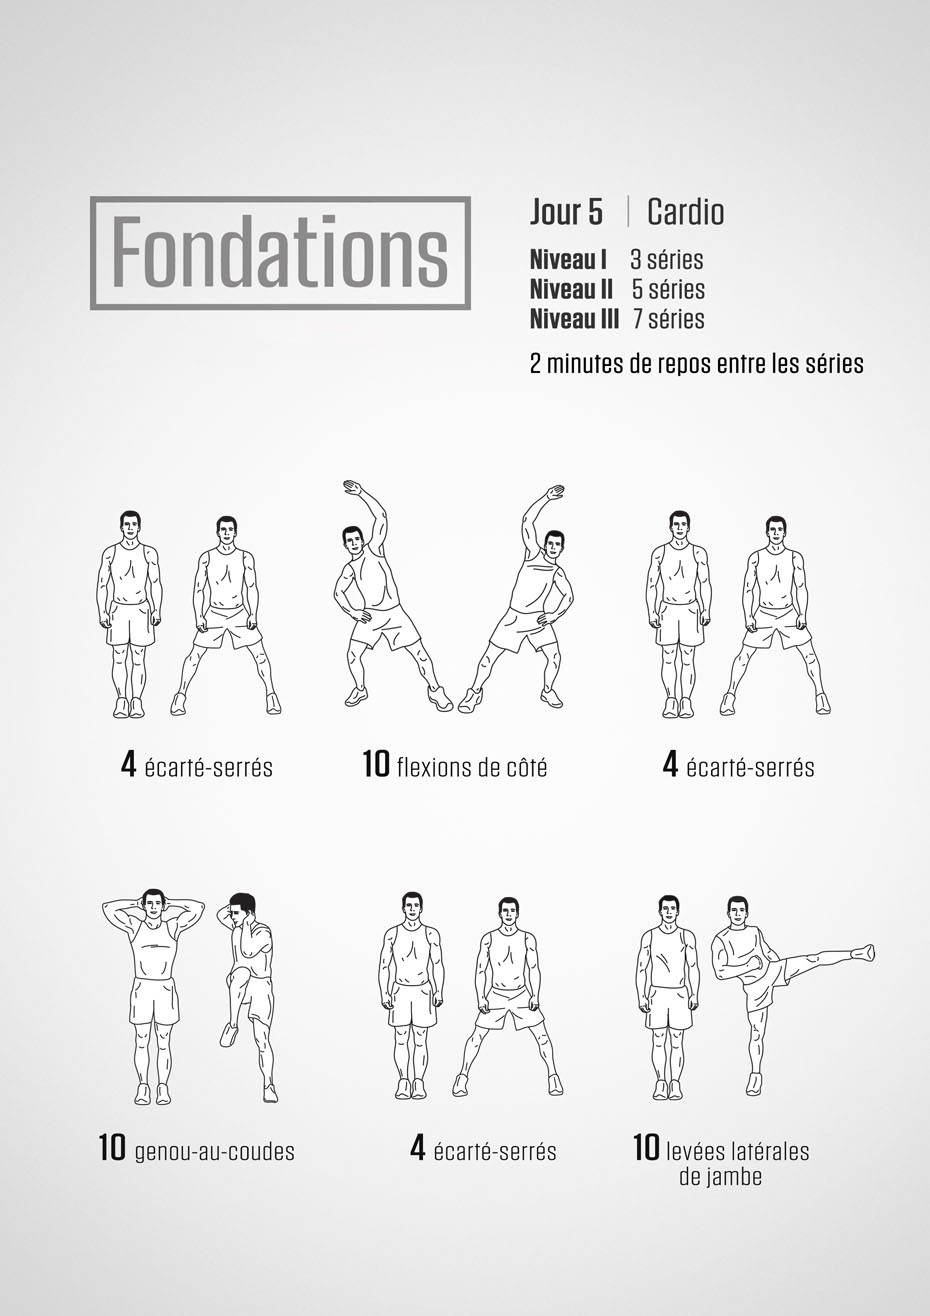 Fondations
Jour 5 | Cardio
Niveau I 3 séries
Niveau II 5 séries
Niveau III 7 séries
2 minutes de repos entre les séries
4 écarté-serrés
10 flexions de côté
4 écarté-serrés
10 genou-au-coudes
4 écarté-serrés
10 levées latérales
de jambe